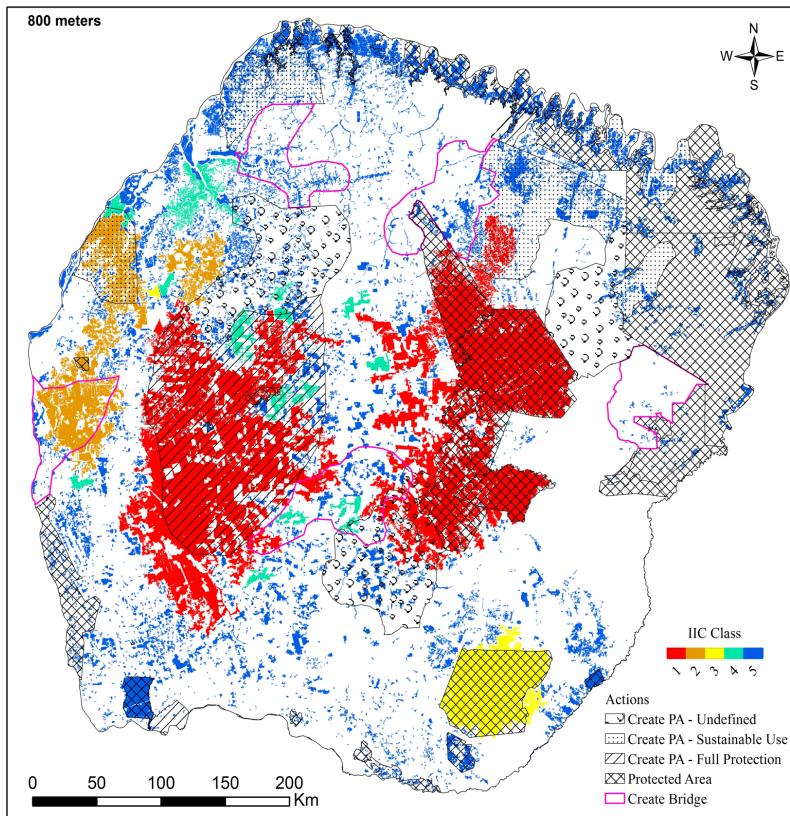 800 meters
N
W E
S
IIC Class
1 2 3 4 5
Actions
Create PA - Undefined
Create PA - Sustainable Use
Create PA - Full Protection
Protected Area
Create Bridge
0 50 100 150 200
Km